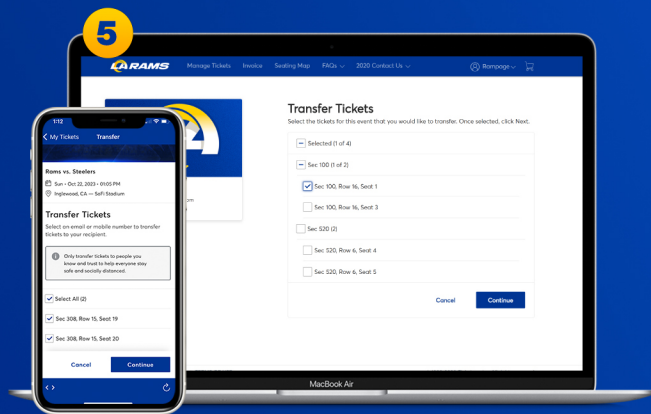 5
LA RAMS
Manage Tickets Invoice Seating Map FAQs 2020 Contact Us Rampage
Transfer Tickets
Select the tickets for this event that you would like to transfer. Once selected, click Next.
Selected (1 of 4)
Sec 100 (1 of 2)
Sec 100, Row 16, Seat 1
Sec 100, Row 16, Seat 3
Sec 520 (2)
Sec 520, Row 6, Seat 4
Sec 520, Row 6, Seat 5
Cancel Continue
MacBook Air
1:12
My Tickets Transfer
Rams vs. Steelers
Sun • Oct 22, 2023 • 01:05 PM
Inglewood, CA — SoFi Stadium
Transfer Tickets
Select an email or mobile number to transfer
tickets to your recipient.
Only transfer tickets to people you
know and trust to help everyone stay
safe and socially distanced.
Select All (2)
Sec 308, Row 15, Seat 19
Sec 308, Row 15, Seat 20
Cancel Continue